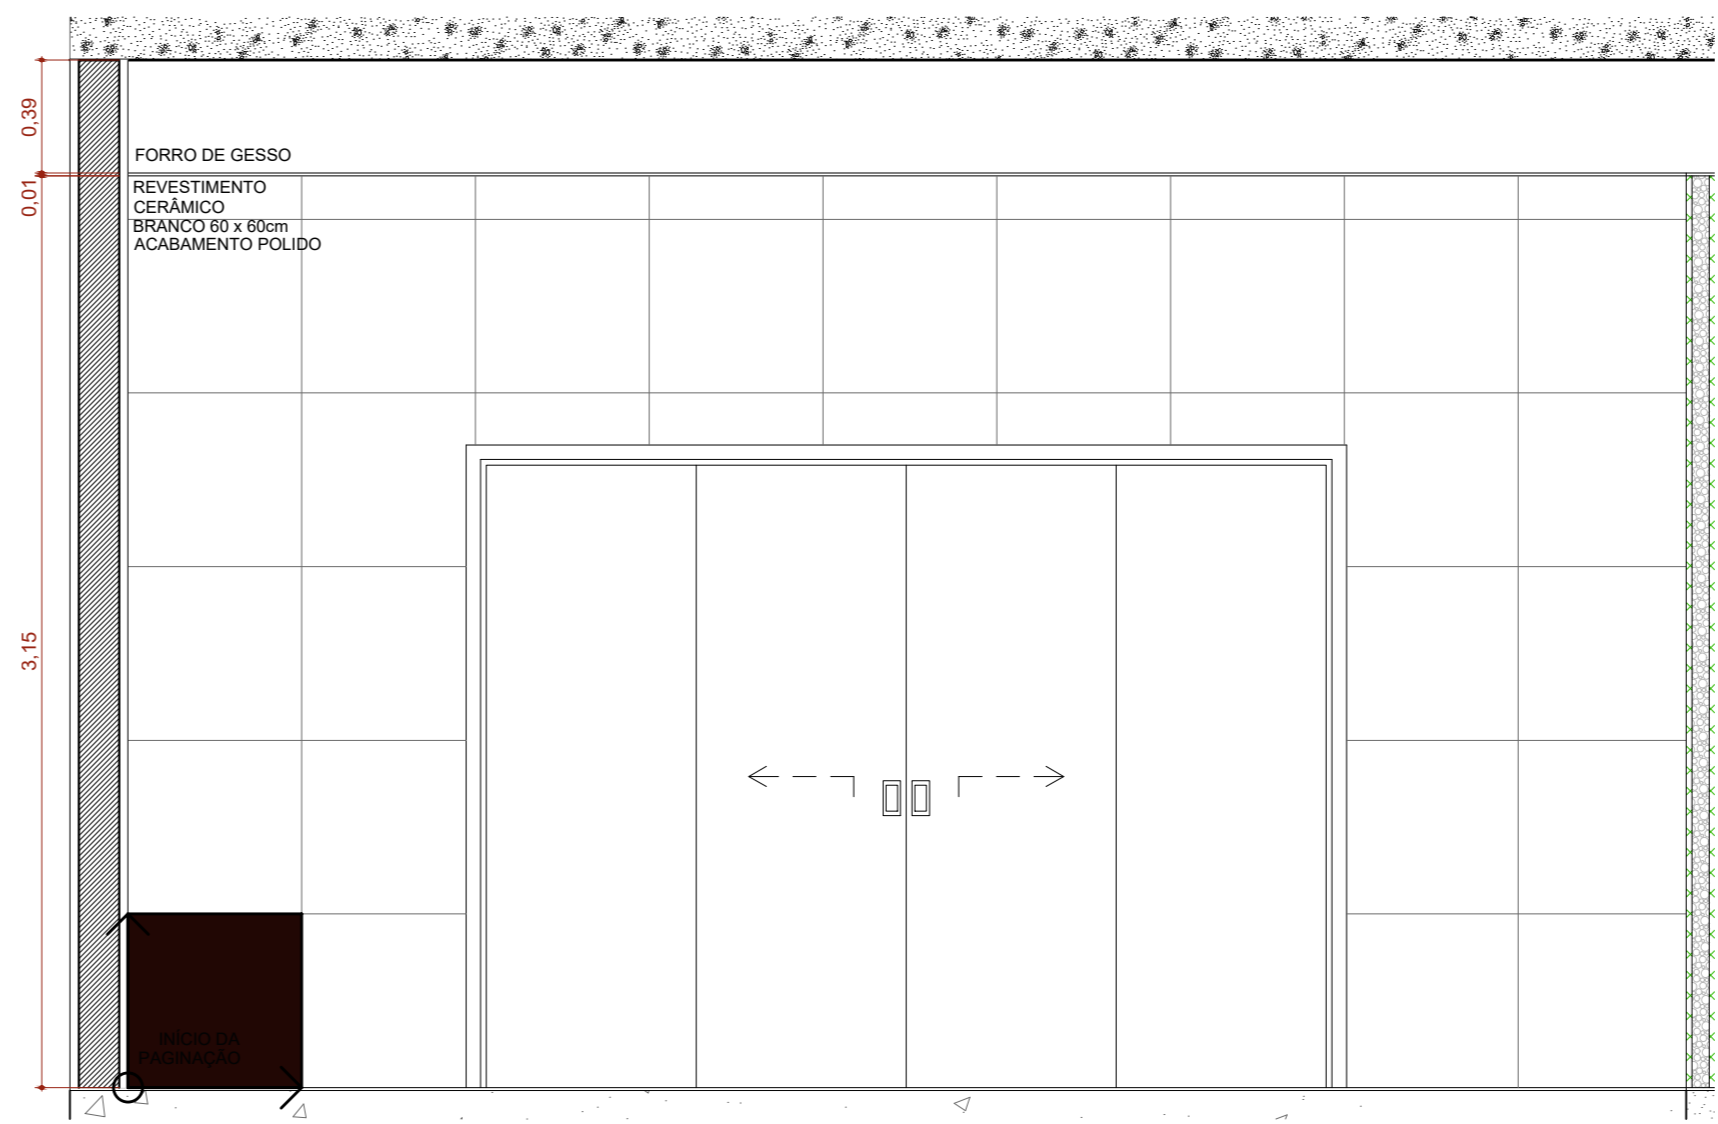 0,39
FORRO DE GESSO
0,01
REVESTIMENTO
CERÂMICO
BRANCO 60 x 60cm
ACABAMENTO POLIDO
3,15
INÍCIO DA
PAGINAÇÃO